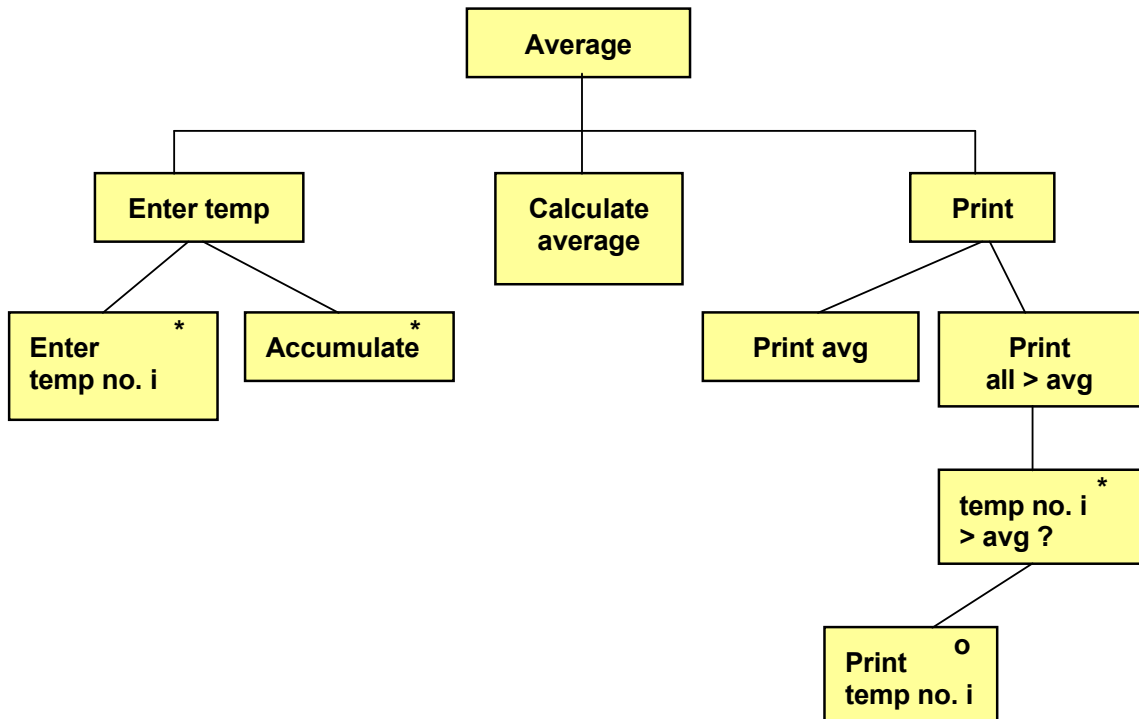 Average
Enter temp
Calculate
average
Print
*
Enter
temp no. i
*
Accumulate
Print avg
Print
all > avg
*
temp no. i
> avg ?
o
Print
temp no. i